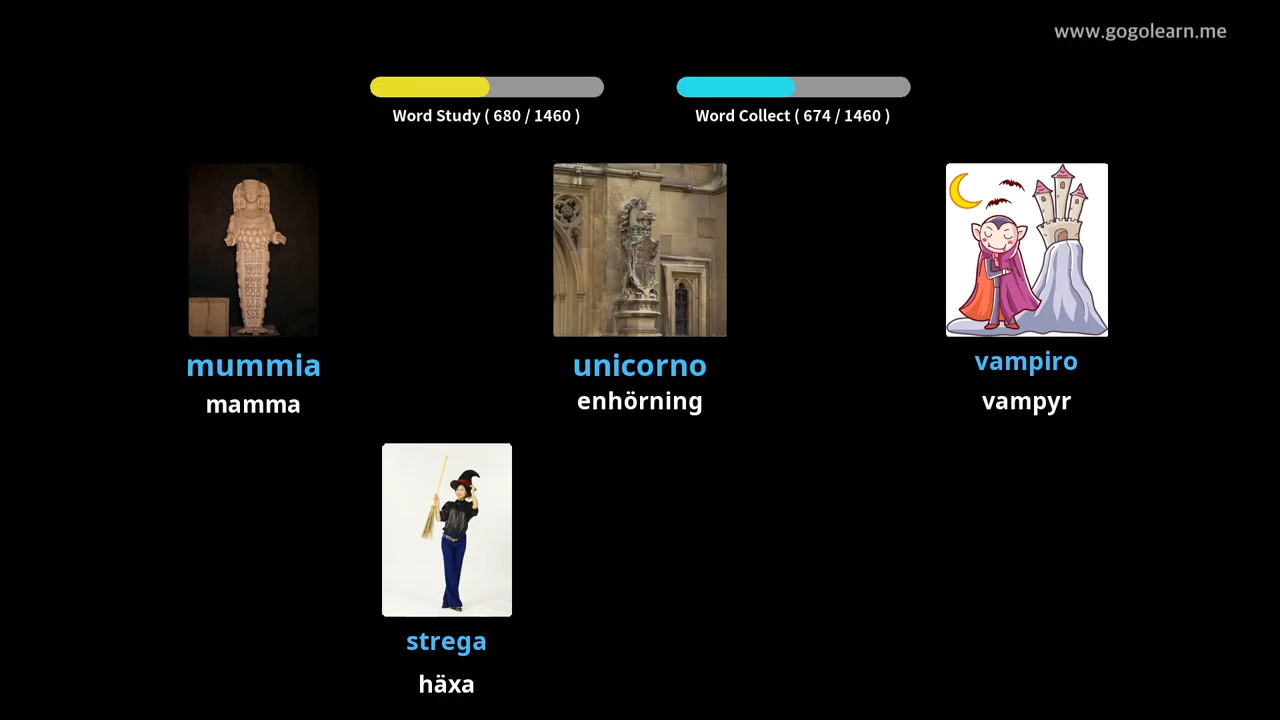 www.gogolearn.me
Word Study ( 680 / 1460 )
Word Collect ( 674 / 1460 )
mummia
mamma
unicorno
enhörning
vampiro
vampyr
strega
häxa